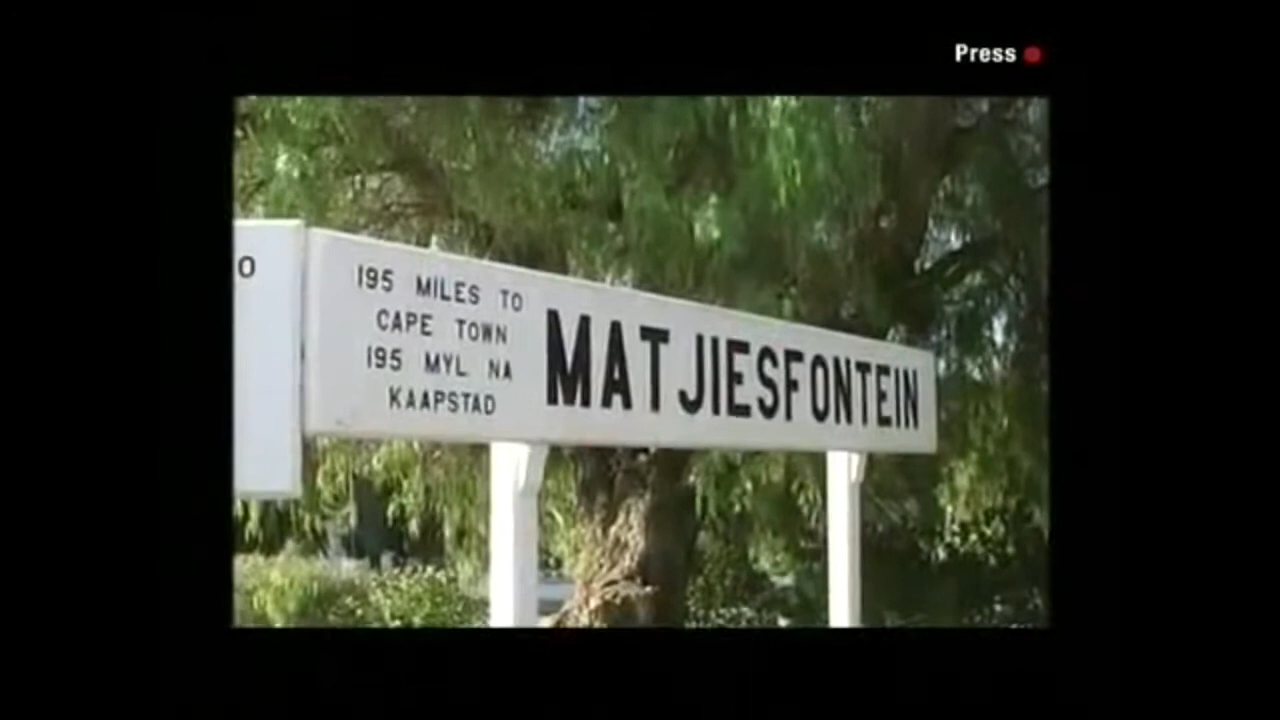 Press
O
195 MILES TO
CAPE TOWN
195 MYL NA
KAAPSTAD
MATJIESFONTEIN